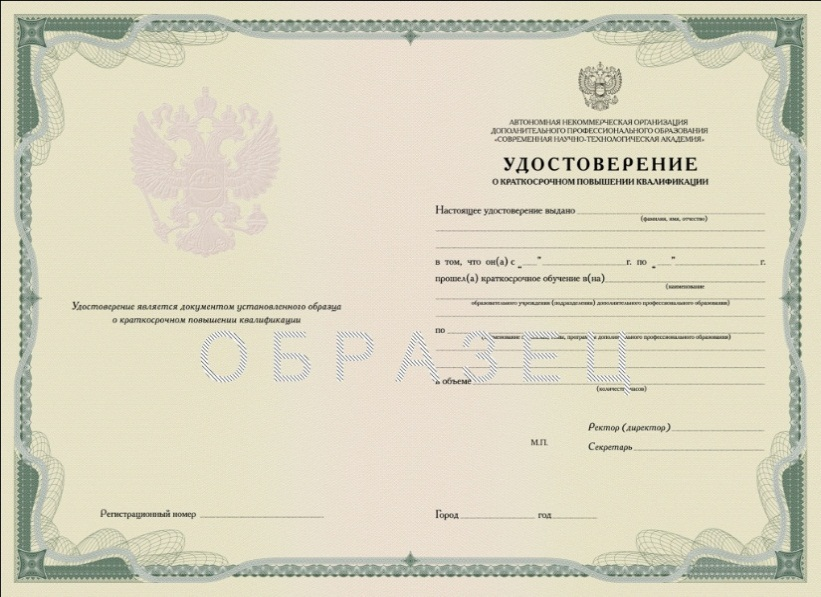 Удостоверение является документом установленного образца
о краткосрочном повышении квалификации
Регистрационный номер
АВТОНОМНАЯ НЕКОММЕРЧЕСКАЯ ОРГАНИЗАЦИЯ
ДОПОЛНИТЕЛЬНОГО ПРОФЕССИОНАЛЬНОГО ОБРАЗОВАНИЯ
«СОВРЕМЕННАЯ НАУЧНО-ТЕХНОЛОГИЧЕСКАЯ АКАДЕМИЯ»
УДОСТОВЕРЕНИЕ
О КРАТКОСРОЧНОМ ПОВЫШЕНИИ КВАЛИФИКАЦИИ
Настоящее удостоверение выдано
(фамилия, имя, отчество)
в том, что он(а) с „ ” г. по „ ” г.
прошел(а) краткосрочное обучение в(на)
(наименование
образовательного учреждения (подразделения) дополнительного профессионального образования)
по
(наименование темы, программы дополнительного профессионального образования)
ОБРАЗЕЦ
в объеме
(количество часов)
Ректор (директор)
М.П.
Секретарь
Город год